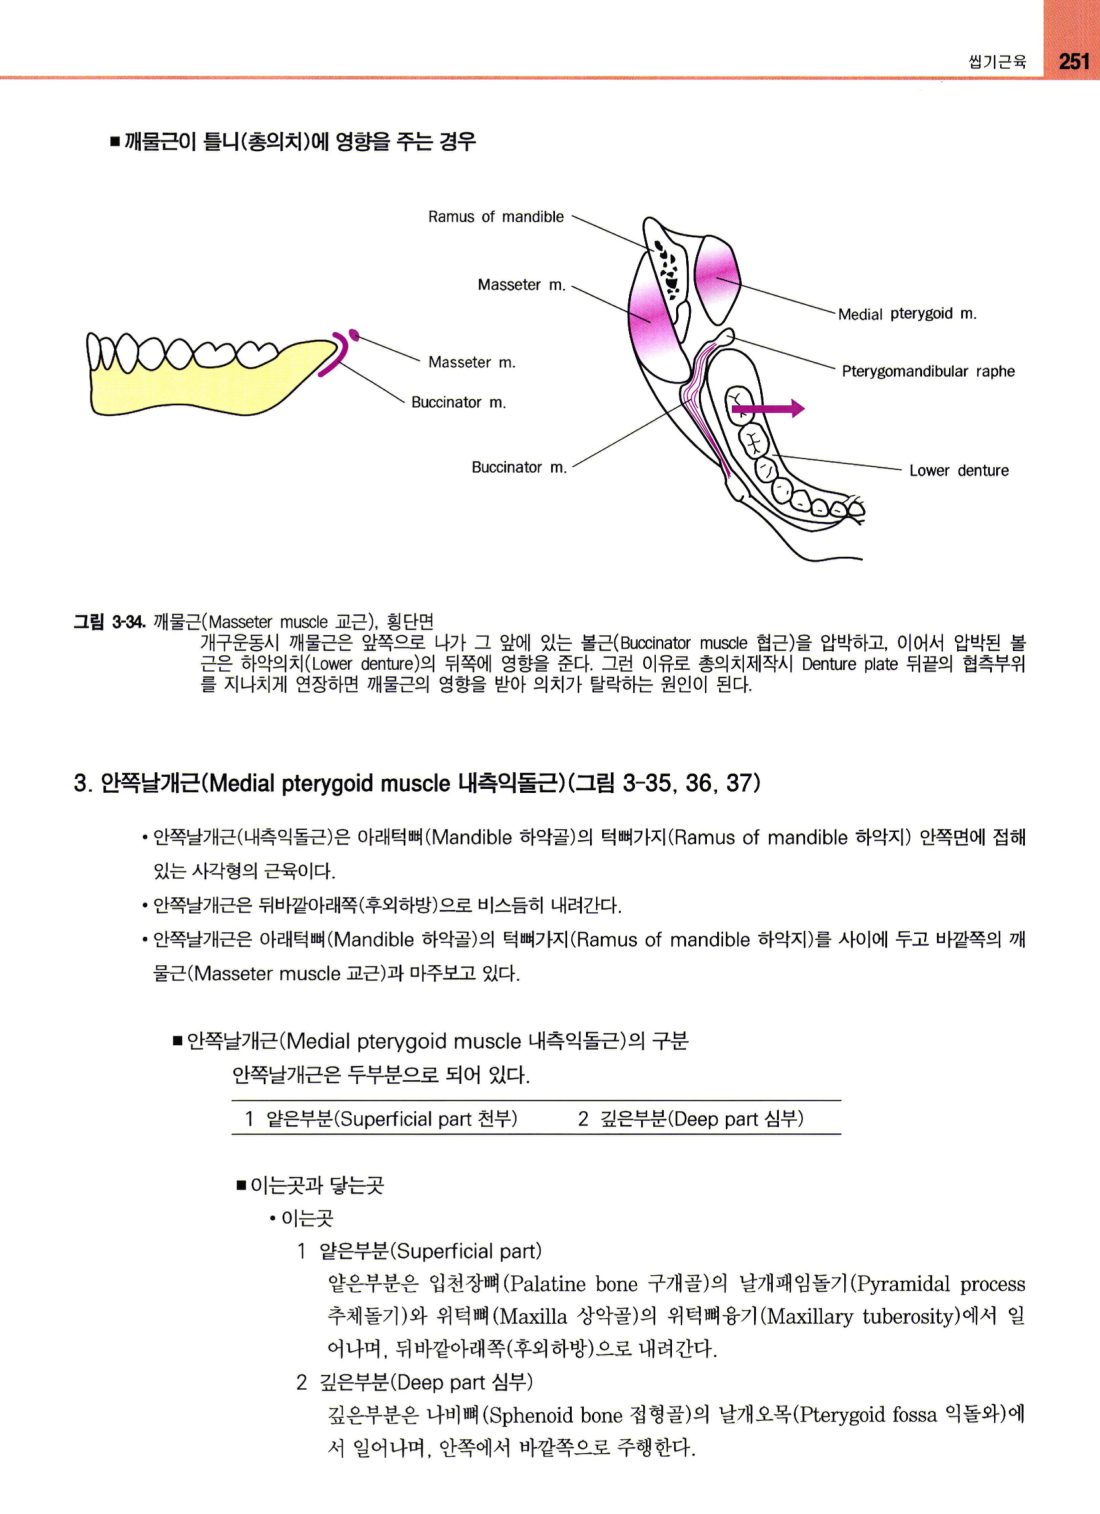 씹기근육 251
■ 깨물근이 틀니(총의치)에 영향을 주는 경우
Ramus of mandible
Masseter m.
Medial pterygoid m.
Masseter m.
Pterygomandibular raphe
Buccinator m.
Buccinator m.
Lower denture
그림 3-34. 깨물근(Masseter muscle 교근), 횡단면
개구운동시 깨물근은 앞쪽으로 나가 그 앞에 있는 볼근(Buccinator muscle 협근)을 압박하고, 이어서 압박된 볼
근은 하악의치(Lower denture)의 뒤쪽에 영향을 준다. 그런 이유로 총의치제작시 Denture plate 뒤끝의 협측부위
를 지나치게 연장하면 깨물근의 영향을 받아 의치가 탈락하는 원인이 된다.
3. 안쪽날개근(Medial pterygoid muscle 내측익돌근)(그림 3-35, 36, 37)
• 안쪽날개근(내측익돌근)은 아래턱뼈(Mandible 하악골)의 턱뼈가지(Ramus of mandible 하악지) 안쪽면에 접해
있는 사각형의 근육이다.
• 안쪽날개근은 뒤바깥아래쪽(후외하방)으로 비스듬히 내려간다.
• 안쪽날개근은 아래턱뼈(Mandible 하악골)의 턱뼈가지(Ramus of mandible 하악지)를 사이에 두고 바깥쪽의 깨
물근(Masseter muscle 교근)과 마주보고 있다.
■ 안쪽날개근(Medial pterygoid muscle 내측익돌근)의 구분
안쪽날개근은 두부분으로 되어 있다.
1 얕은부분(Superficial part 천부) 2 깊은부분(Deep part 심부)
■ 이는곳과 닿는곳
• 이는곳
1 얕은부분(Superficial part)
얕은부분은 입천장뼈(Palatine bone 구개골)의 날개패임돌기(Pyramidal process
추체돌기)와 위턱뼈(Maxilla 상악골)의 위턱뼈융기(Maxillary tuberosity)에서 일
어나며, 뒤바깥아래쪽(후외하방)으로 내려간다.
2 깊은부분(Deep part 심부)
깊은부분은 나비뼈(Sphenoid bone 접형골)의 날개오목(Pterygoid fossa 익돌와)에
서 일어나며, 안쪽에서 바깥쪽으로 주행한다.